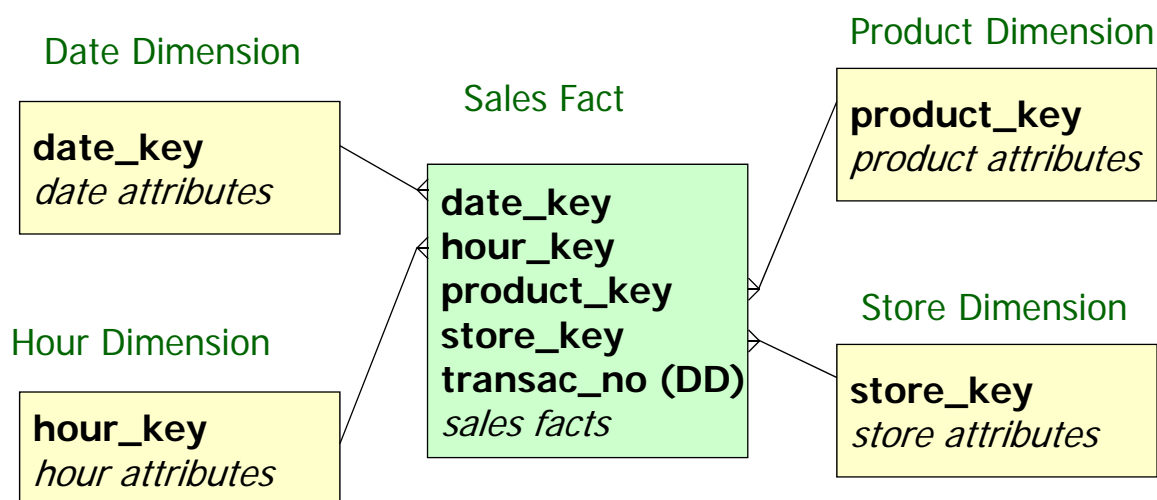 Date Dimension
date_key
date attributes
Hour Dimension
hour_key
hour attributes
Sales Fact
date_key
hour_key
product_key
store_key
transac_no (DD)
sales facts
Product Dimension
product_key
product attributes
Store Dimension
store_key
store attributes